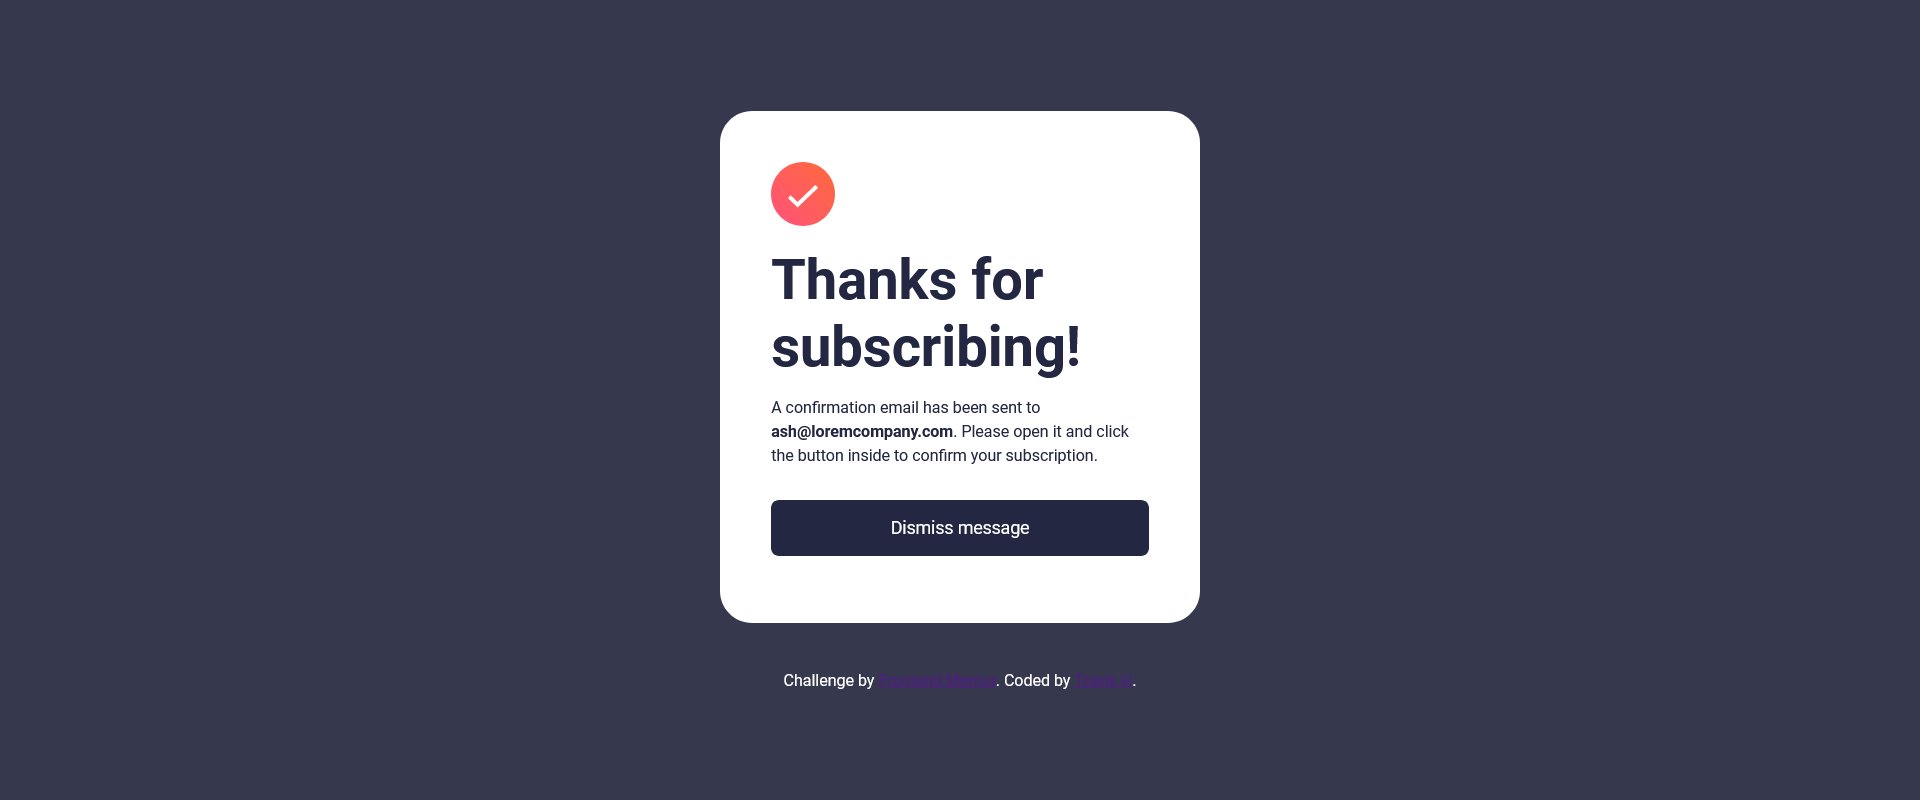 Thanks for
subscribing!
A confirmation email has been sent to
ash@loremcompany.com. Please open it and click
the button inside to confirm your subscription.
Dismiss message
Challenge by Frontend Mentor. Coded by .